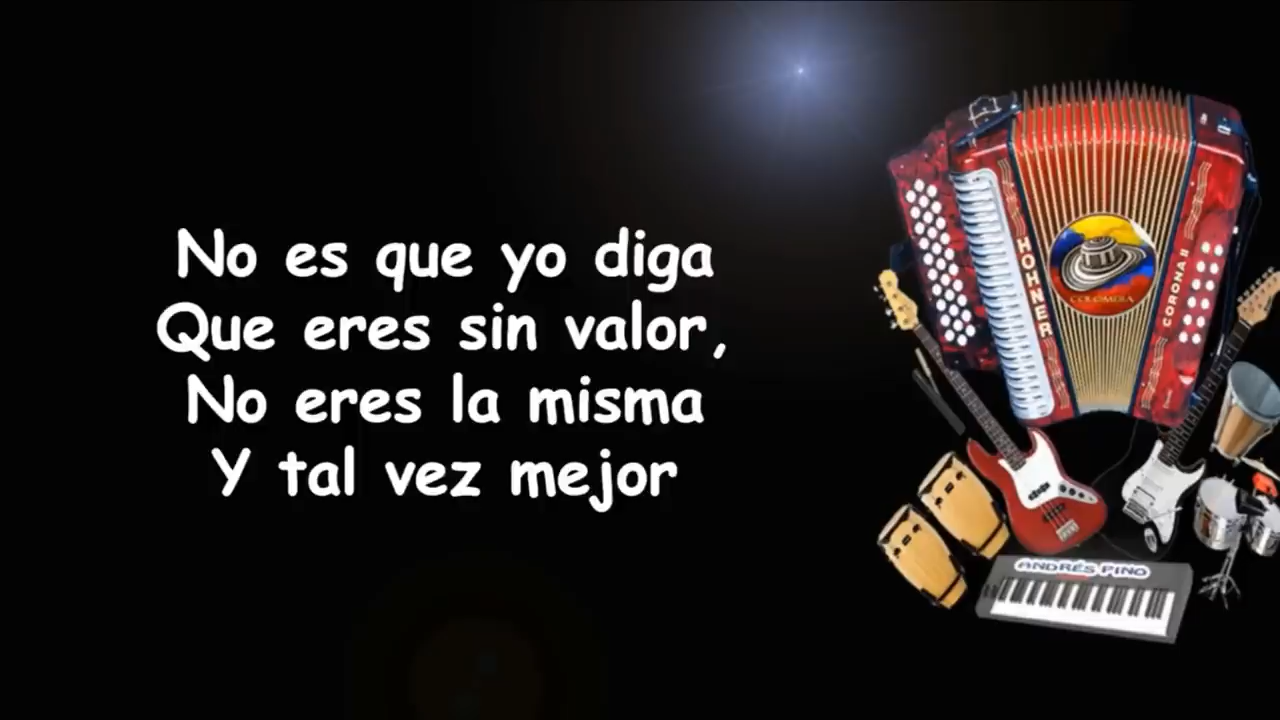 No es que yo diga
Que eres sin valor,
No eres la misma
Y tal vez mejor
HOHNER
COLOMBIA
CORONA II
ANDRÉS PINO